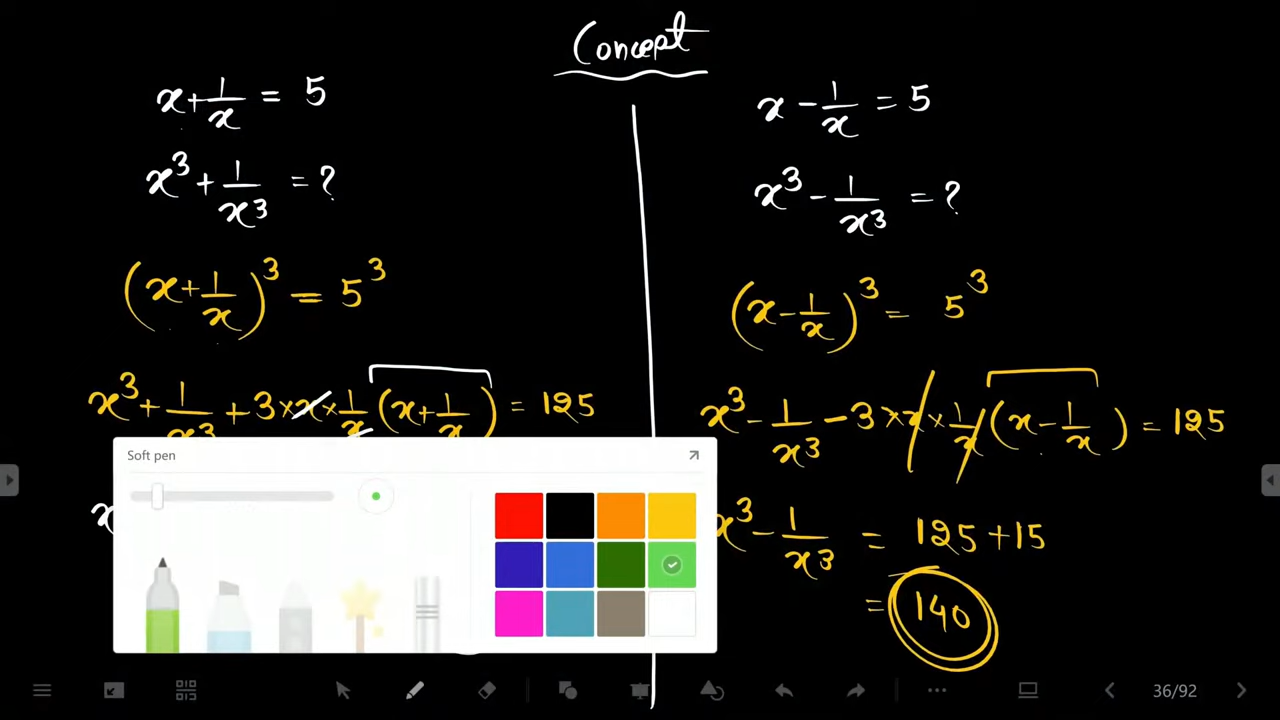 Concept
x + 1/x = 5
x³ + 1/x³ = ?
(x + 1/x)³ = 5³
x³ + 1/x³ + 3 × x × 1/x (x + 1/x) = 125
x
x - 1/x = 5
x³ - 1/x³ = ?
(x - 1/x)³ = 5³
x³ - 1/x³ - 3 × x × 1/x (x - 1/x) = 125
x³ - 1/x³ = 125 + 15
= 140
Soft pen
36/92